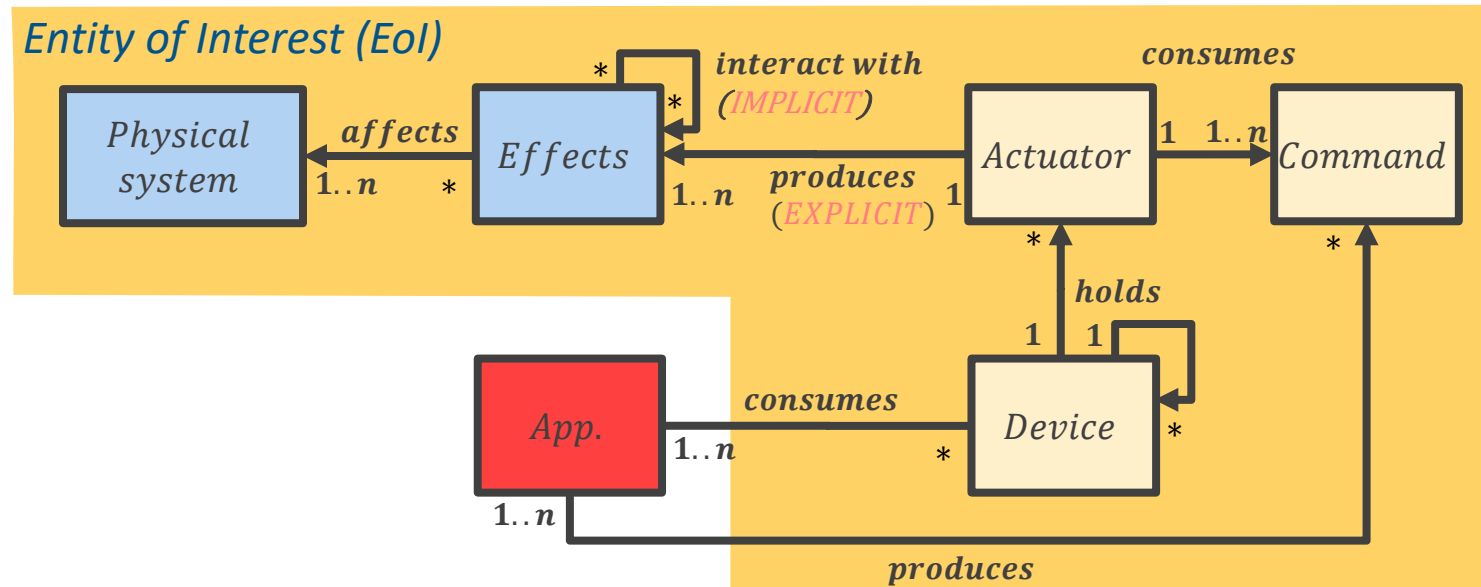 Entity of Interest (EoI)
consumes
*
interact with
*
(IMPLICIT)
Physical
system
affects
1..n
*
Effects
1..n
produces
(EXPLICIT)
1
Actuator
1
1..n
Command
*
*
holds
1
1
App.
consumes
1..n
*
Device
*
1..n
produces